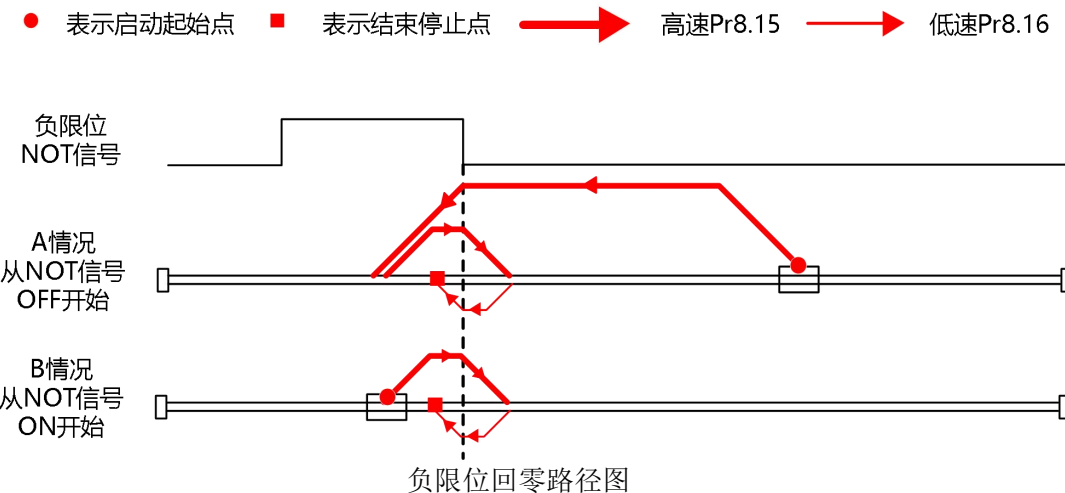 表示启动起始点 表示结束停止点 高速Pr8.15 低速Pr8.16
负限位
NOT信号
A情况
从NOT信号
OFF开始
B情况
从NOT信号
ON开始
负限位回零路径图